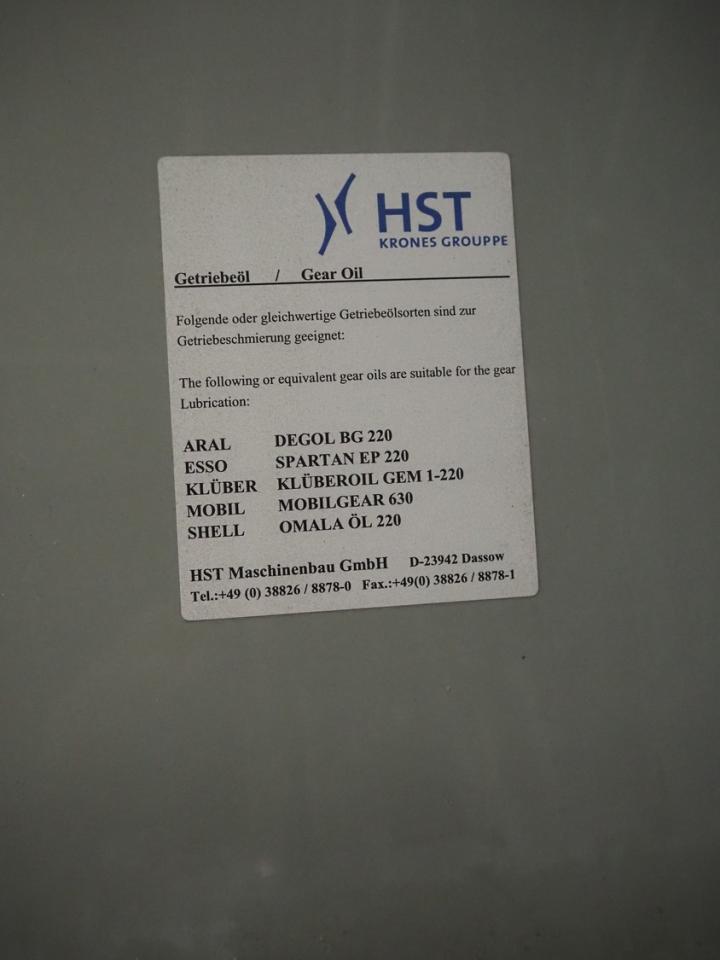 HST
KRONES GROUPPE
Getriebeöl / Gear Oil
Folgende oder gleichwertige Getriebeölsorten sind zur
Getriebeschmierung geeignet:
The following or equivalent gear oils are suitable for the gear
Lubrication:
ARAL DEGOL BG 220
ESSO SPARTAN EP 220
KLÜBER KLÜBEROIL GEM 1-220
MOBIL MOBILGEAR 630
SHELL OMALA ÖL 220
HST Maschinenbau GmbH D-23942 Dassow
Tel.:+49 (0) 38826 / 8878-0 Fax.:+49(0) 38826 / 8878-1